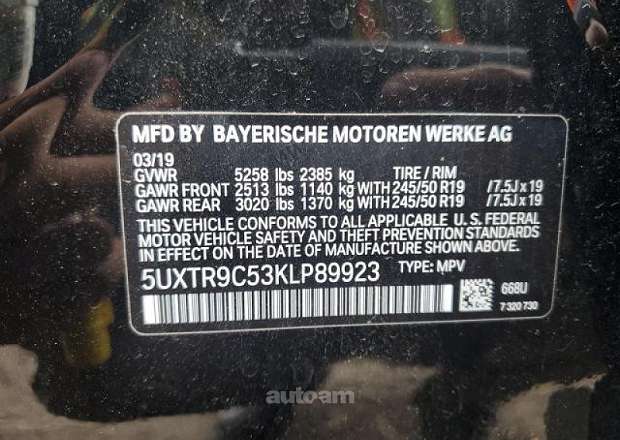 MFD BY BAYERISCHE MOTOREN WERKE AG
03/19
GVWR 5258 lbs 2385 kg TIRE / RIM
GAWR FRONT 2513 lbs 1140 kg WITH 245/50 R19 /7.5J x 19
GAWR REAR 3020 lbs 1370 kg WITH 245/50 R19 /7.5J x 19
THIS VEHICLE CONFORMS TO ALL APPLICABLE U. S. FEDERAL
MOTOR VEHICLE SAFETY AND THEFT PREVENTION STANDARDS
IN EFFECT ON THE DATE OF MANUFACTURE SHOWN ABOVE.
5UXTR9C53KLP89923 TYPE: MPV
668U
7 320 730
autoam